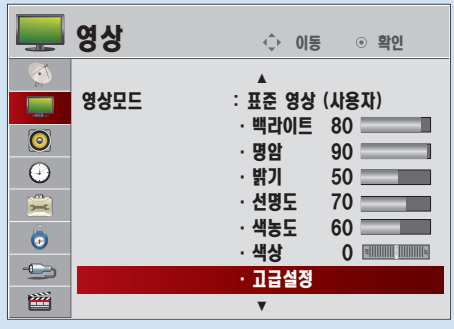 영상
이동 확인
영상모드 : 표준 영상 (사용자)
· 백라이트 80
· 명암 90
· 밝기 50
· 선명도 70
· 색농도 60
· 색상 0
· 고급설정